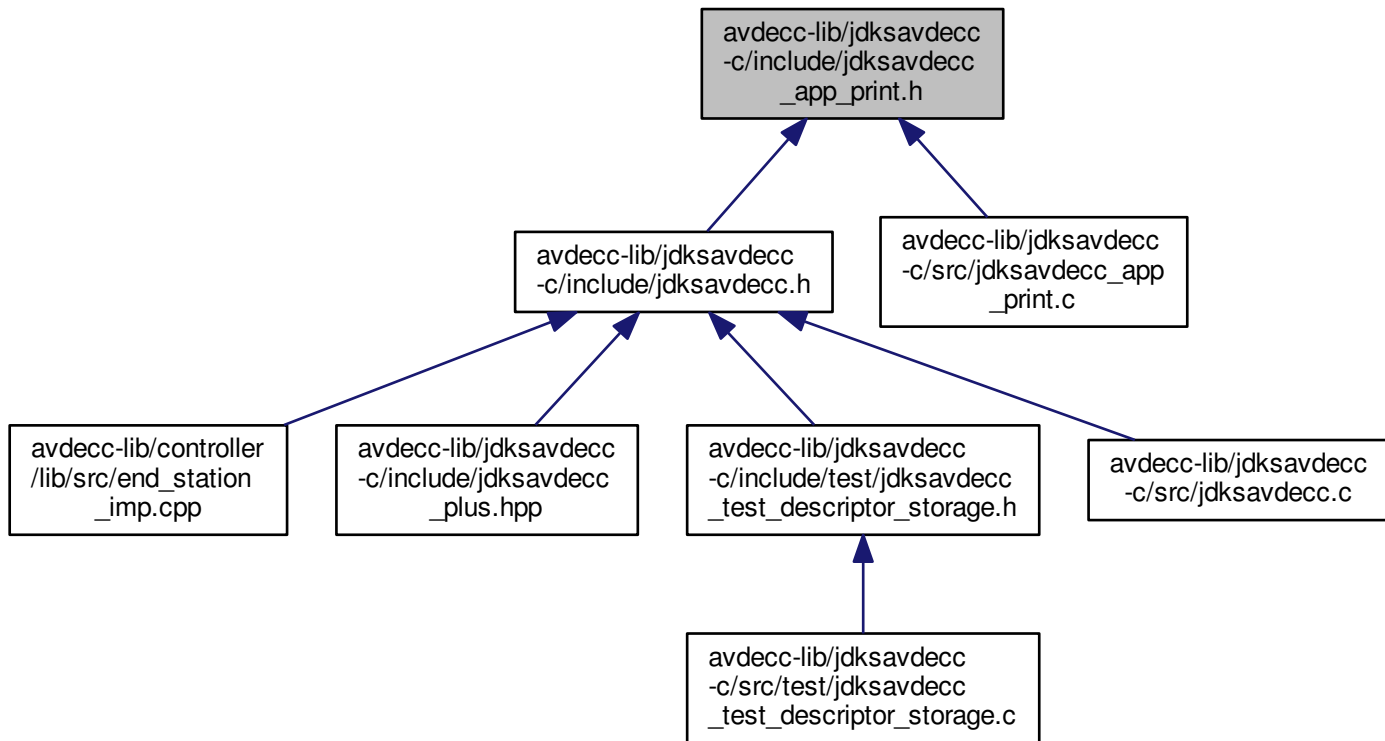 avdecc-lib/jdksavdecc
-c/include/jdksavdecc
_app_print.h
avdecc-lib/jdksavdecc
-c/include/jdksavdecc.h
avdecc-lib/jdksavdecc
-c/src/jdksavdecc_app
_print.c
avdecc-lib/controller
/lib/src/end_station
_imp.cpp
avdecc-lib/jdksavdecc
-c/include/jdksavdecc
_plus.hpp
avdecc-lib/jdksavdecc
-c/include/test/jdksavdecc
_test_descriptor_storage.h
avdecc-lib/jdksavdecc
-c/src/jdksavdecc.c
avdecc-lib/jdksavdecc
-c/src/test/jdksavdecc
_test_descriptor_storage.c